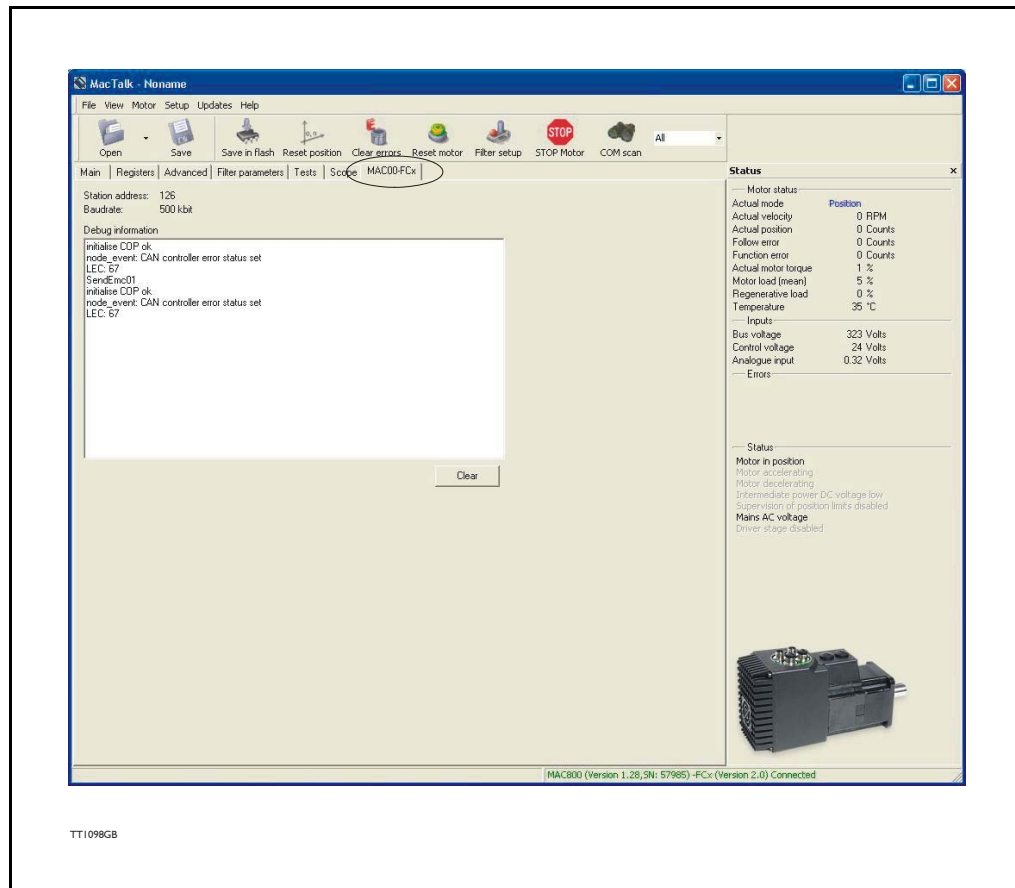 MacTalk - Noname
File View Motor Setup Updates Help
Open Save Save in flash Reset position Clear errors Reset motor Filter setup STOP Motor COM scan All
STOP
Main Registers Advanced Filter parameters Tests Scope MAC00-FCx
Station address: 126
Baudrate: 500 kbit
Debug information
initialise COP ok
node_event: CAN controller error status set
LEC: 67
SendEmc01
initialise COP ok
node_event: CAN controller error status set
LEC: 67
Clear
Status x
Motor status
Actual mode Position
Actual velocity 0 RPM
Actual position 0 Counts
Follow error 0 Counts
Function error 0 Counts
Actual motor torque 1 %
Motor load (mean) 5 %
Regenerative load 0 %
Temperature 35 °C
Inputs
Bus voltage 323 Volts
Control voltage 24 Volts
Analogue input 0.32 Volts
Errors
Status
Motor in position
Motor accelerating
Motor decelerating
Intermediate power DC voltage low
Supervision of position limits disabled
Mains AC voltage
Driver stage disabled
MAC800 (Version 1.28,SN: 57985) -FCx (Version 2.0) Connected
TT1098GB